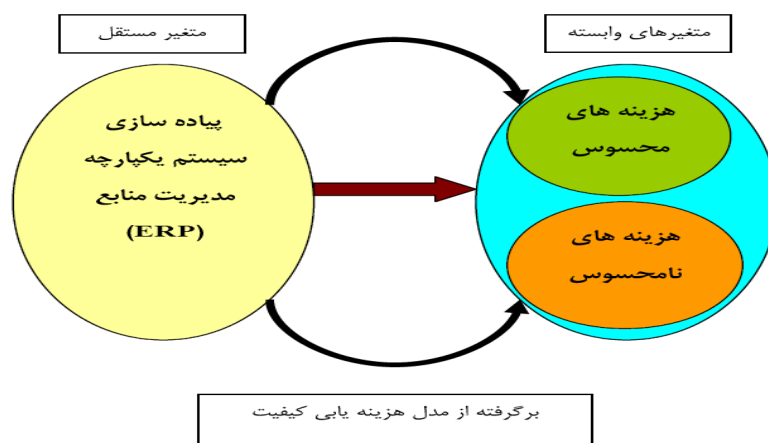 متغیر مستقل
متغیرهای وابسته
پیاده سازی
سیستم یکپارچه
مدیریت منابع
(ERP)
هزینه های
محسوس
هزینه های
نامحسوس
برگرفته از مدل هزینه یابی کیفیت